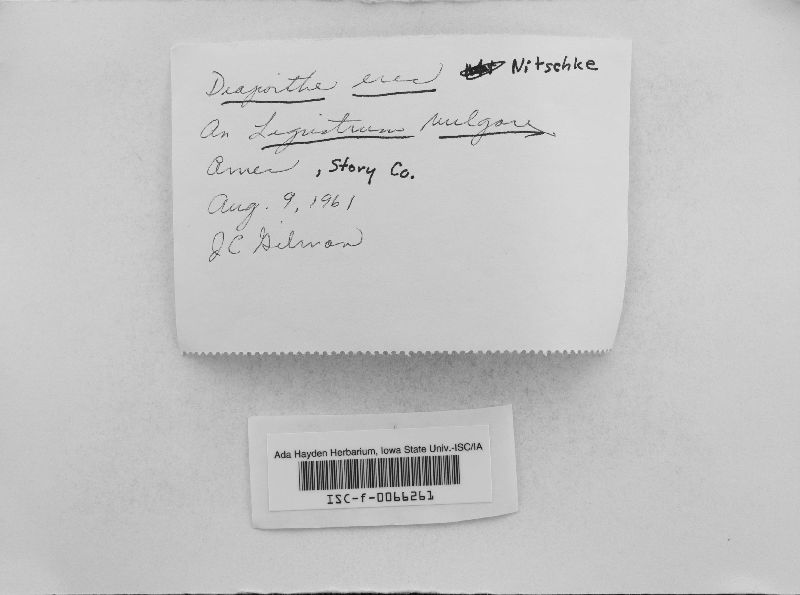 Diaporthe eres Nitschke
On Ligustrum vulgare
Ames, Story Co.
Aug. 9, 1961
JC Gilman
Ada Hayden Herbarium, Iowa State Univ.-ISC/IA
ISC-f-0066261